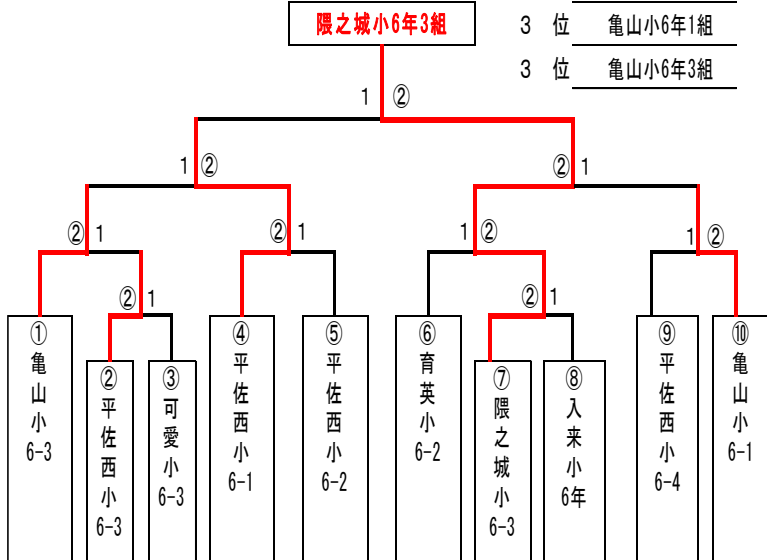 隈之城小6年3組
3 位 亀山小6年1組
3 位 亀山小6年3組
1 ②
1 ② ② 1
② 1 ② 1 1 ② 1 ②
② 1 ② 1
①亀山小6-3
②平佐西小6-3
③可愛小6-3
④平佐西小6-1
⑤平佐西小6-2
⑥育英小6-2
⑦隈之城小6-3
⑧入来小6年
⑨平佐西小6-4
⑩亀山小6-1